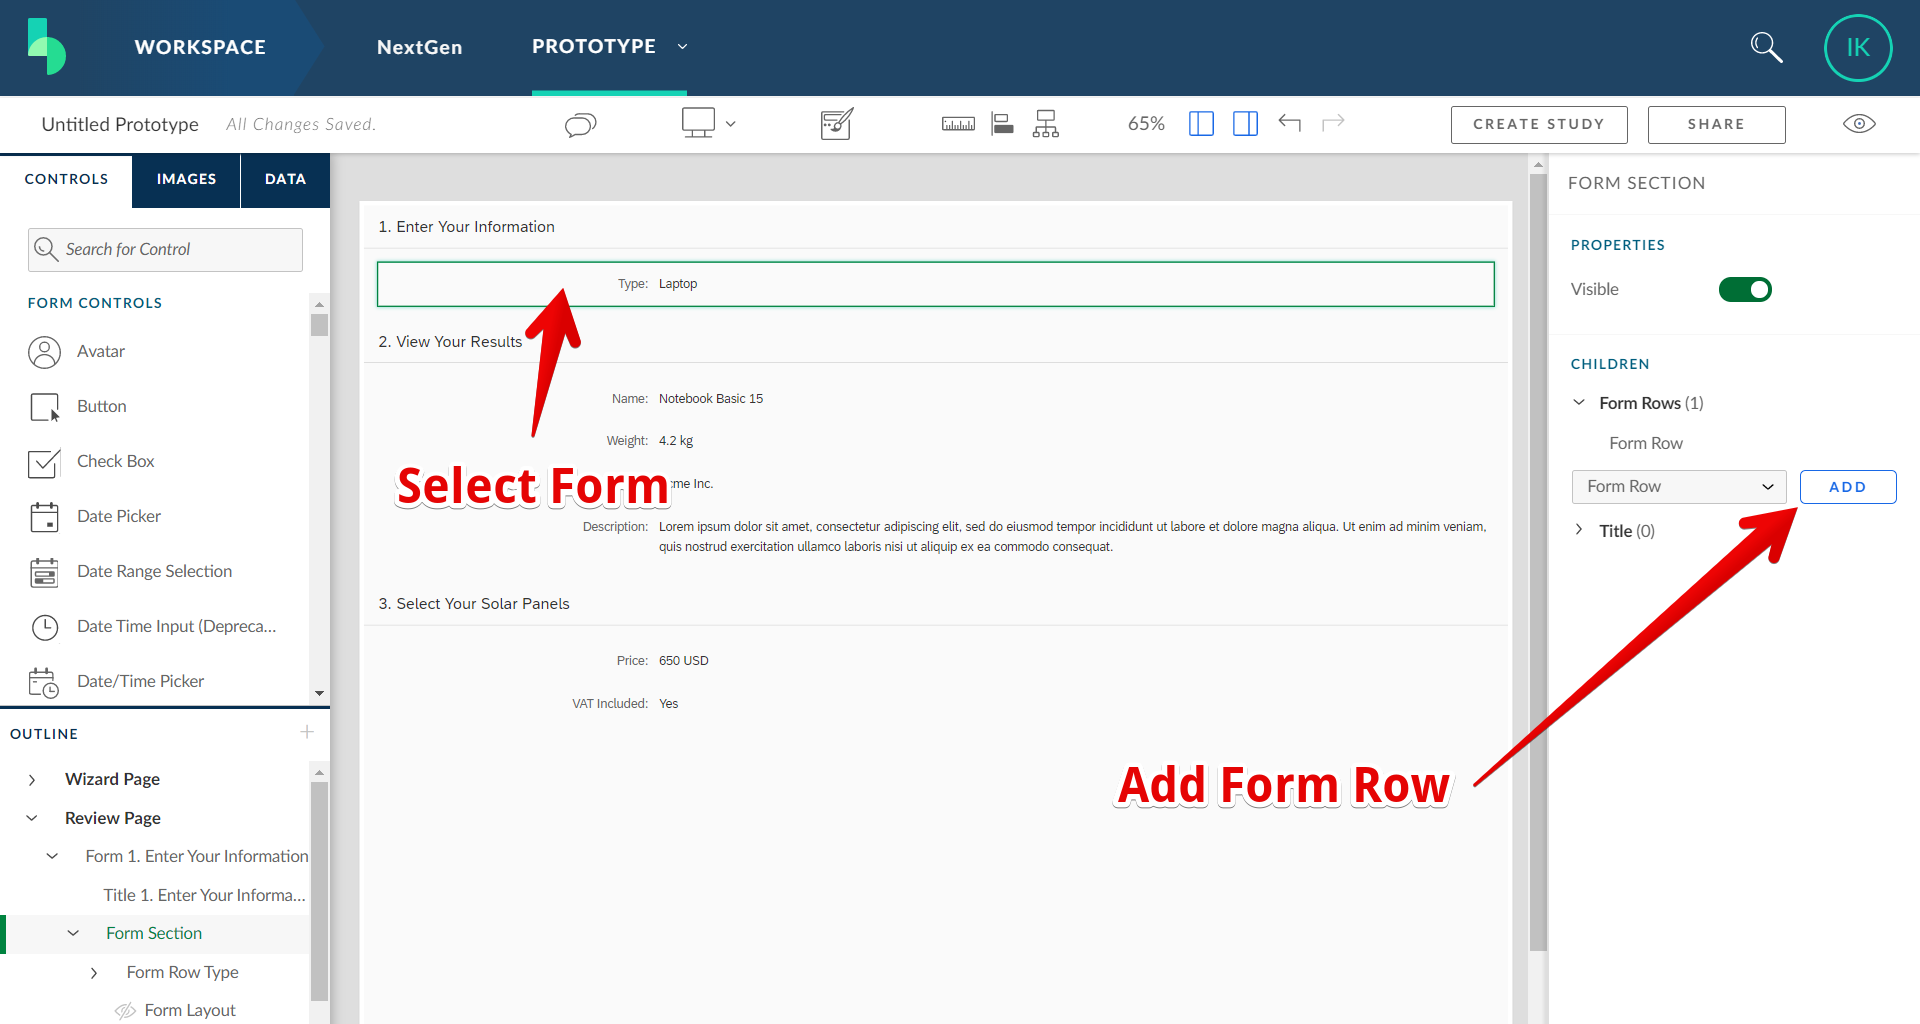 WORKSPACE
NextGen
PROTOTYPE
IK
Untitled Prototype
All Changes Saved.
65%
CREATE STUDY
SHARE
CONTROLS
IMAGES
DATA
Search for Control
FORM CONTROLS
Avatar
Button
Check Box
Date Picker
Date Range Selection
Date Time Input (Depreca...
Date/Time Picker
OUTLINE
Wizard Page
Review Page
Form 1. Enter Your Information
Title 1. Enter Your Informa...
Form Section
Form Row Type
Form Layout
1. Enter Your Information
Type: Laptop
2. View Your Results
Name: Notebook Basic 15
Weight: 4.2 kg
Select Form
Inc.
Description: Lorem ipsum dolor sit amet, consectetur adipiscing elit, sed do eiusmod tempor incididunt ut labore et dolore magna aliqua. Ut enim ad minim veniam,
quis nostrud exercitation ullamco laboris nisi ut aliquip ex ea commodo consequat.
3. Select Your Solar Panels
Price: 650 USD
VAT Included: Yes
Add Form Row
FORM SECTION
PROPERTIES
Visible
CHILDREN
Form Rows (1)
Form Row
Form Row
ADD
Title (0)